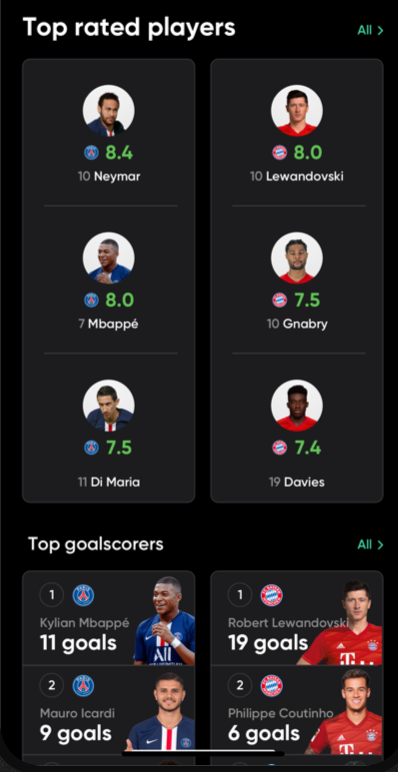 Top rated players
All >
8.4
10 Neymar
8.0
10 Lewandovski
8.0
7 Mbappé
7.5
10 Gnabry
7.5
11 Di Maria
7.4
19 Davies
Top goalscorers
All >
1
Kylian Mbappé
11 goals
1
Robert Lewandovski
19 goals
2
Mauro Icardi
9 goals
2
Philippe Coutinho
6 goals